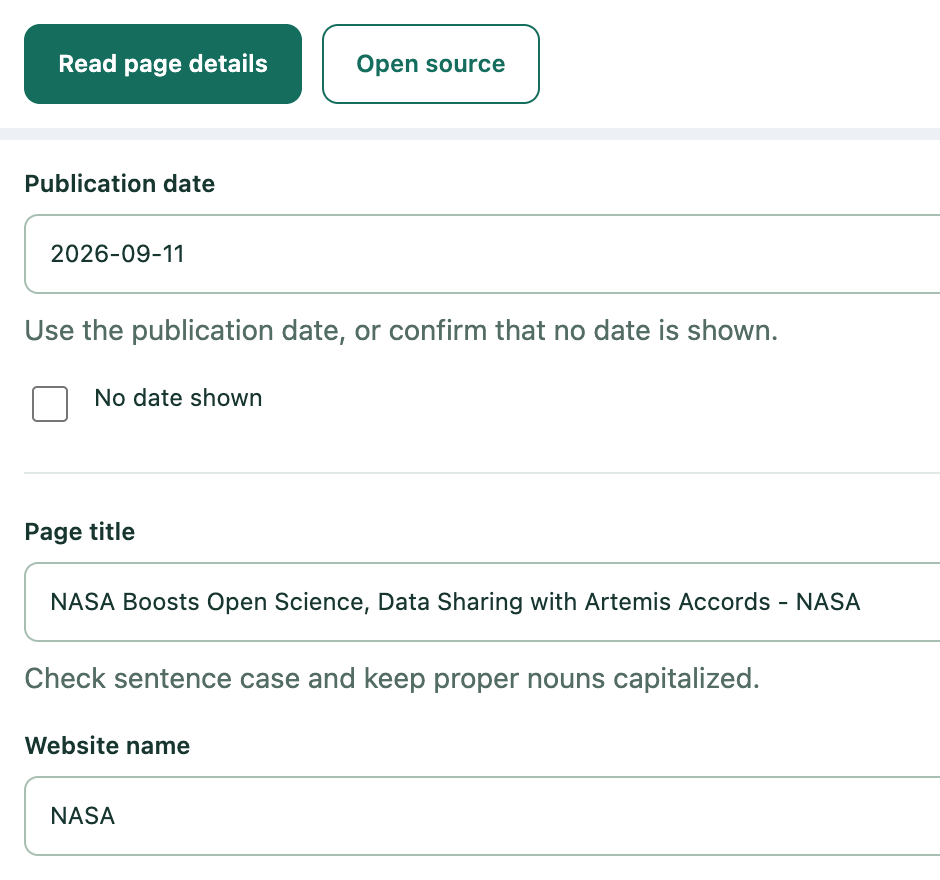 Read page details
Open source
Publication date
2026-09-11
Use the publication date, or confirm that no date is shown.
No date shown
Page title
NASA Boosts Open Science, Data Sharing with Artemis Accords - NASA
Check sentence case and keep proper nouns capitalized.
Website name
NASA